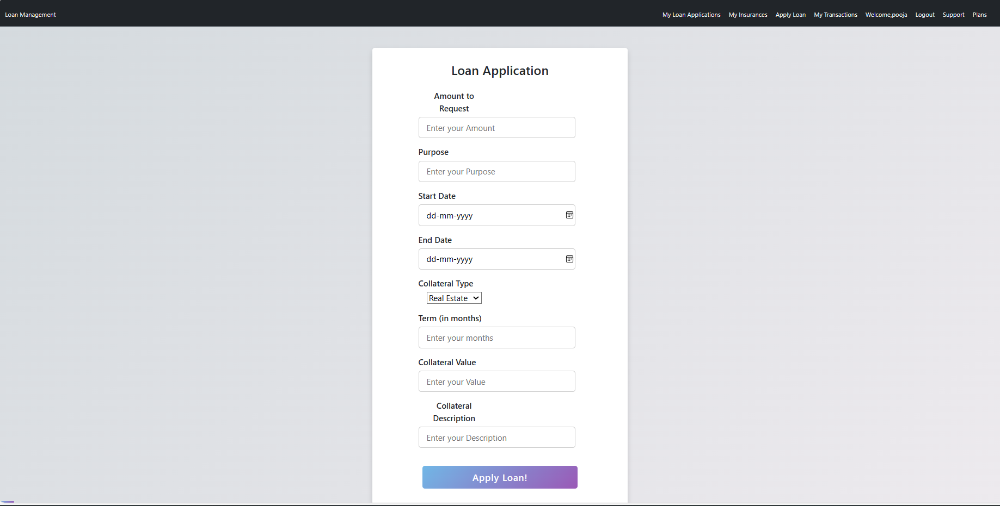 Loan Management
My Loan Applications
My Insurances
Apply Loan
My Transactions
Welcome,pooja
Logout
Support
Plans
Loan Application
Amount to
Request
Enter your Amount
Purpose
Enter your Purpose
Start Date
dd-mm-yyyy
End Date
dd-mm-yyyy
Collateral Type
Real Estate
Term (in months)
Enter your months
Collateral Value
Enter your Value
Collateral
Description
Enter your Description
Apply Loan!